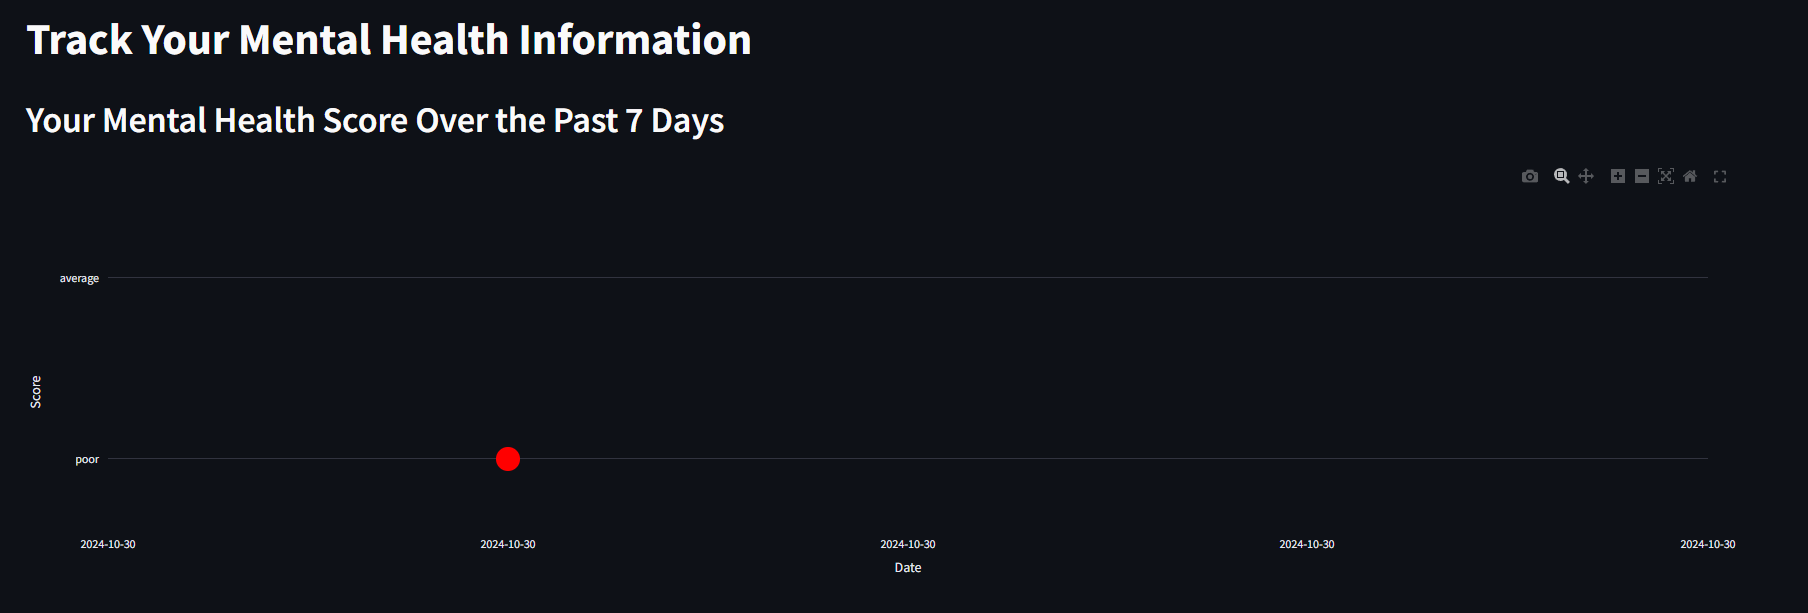 Track Your Mental Health Information
Your Mental Health Score Over the Past 7 Days
average
Score
poor
2024-10-30 2024-10-30 2024-10-30 2024-10-30 2024-10-30
Date